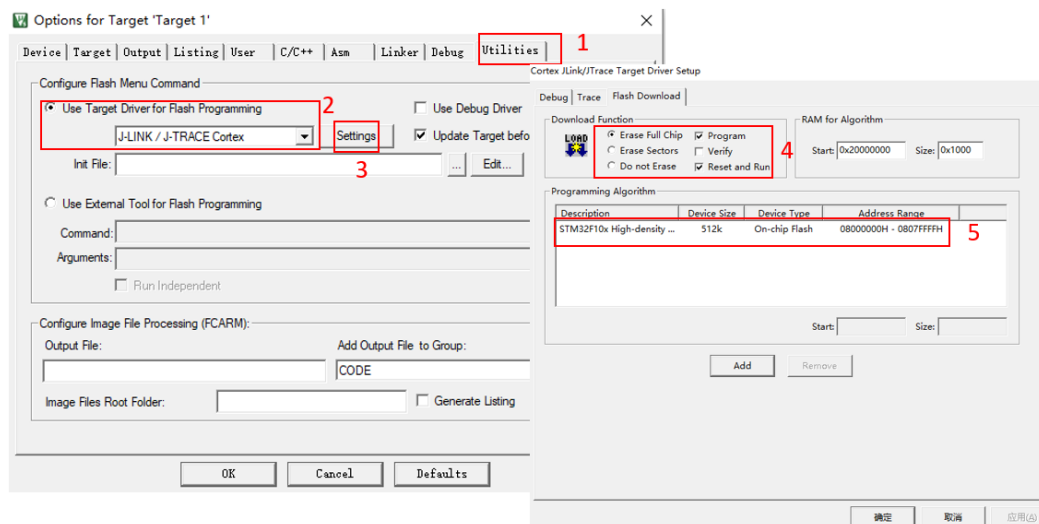 Options for Target 'Target 1'
Device Target Output Listing User C/C++ Asm Linker Debug Utilities 1
Configure Flash Menu Command
Use Target Driver for Flash Programming 2 Use Debug Driver
J-LINK / J-TRACE Cortex Settings Update Target befo
3
Init File: ... Edit...
Use External Tool for Flash Programming
Command:
Arguments:
Run Independent
Configure Image File Processing (FCARM):
Output File: Add Output File to Group:
CODE
Image Files Root Folder: Generate Listing
OK Cancel Defaults
Cortex JLink/JTrace Target Driver Setup
Debug Trace Flash Download
Download Function RAM for Algorithm
LOAD Erase Full Chip Program
Erase Sectors Verify 4 Start: 0x20000000 Size: 0x1000
Do not Erase Reset and Run
Programming Algorithm
Description Device Size Device Type Address Range
STM32F10x High-density ... 512k On-chip Flash 08000000H - 0807FFFFH 5
Start: Size:
Add Remove
确定 取消 应用(A)